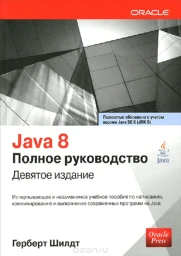 ORACLE
Полностью обновлено с учетом
версии Java SE 8 (JDK 8)
Java 8
Полное руководство
Девятое издание
Java
Исчерпывающее и незаменимое учебное пособие по написанию,
компилированию и выполнению современных программ на Java
Oracle
Press
Герберт Шилдт